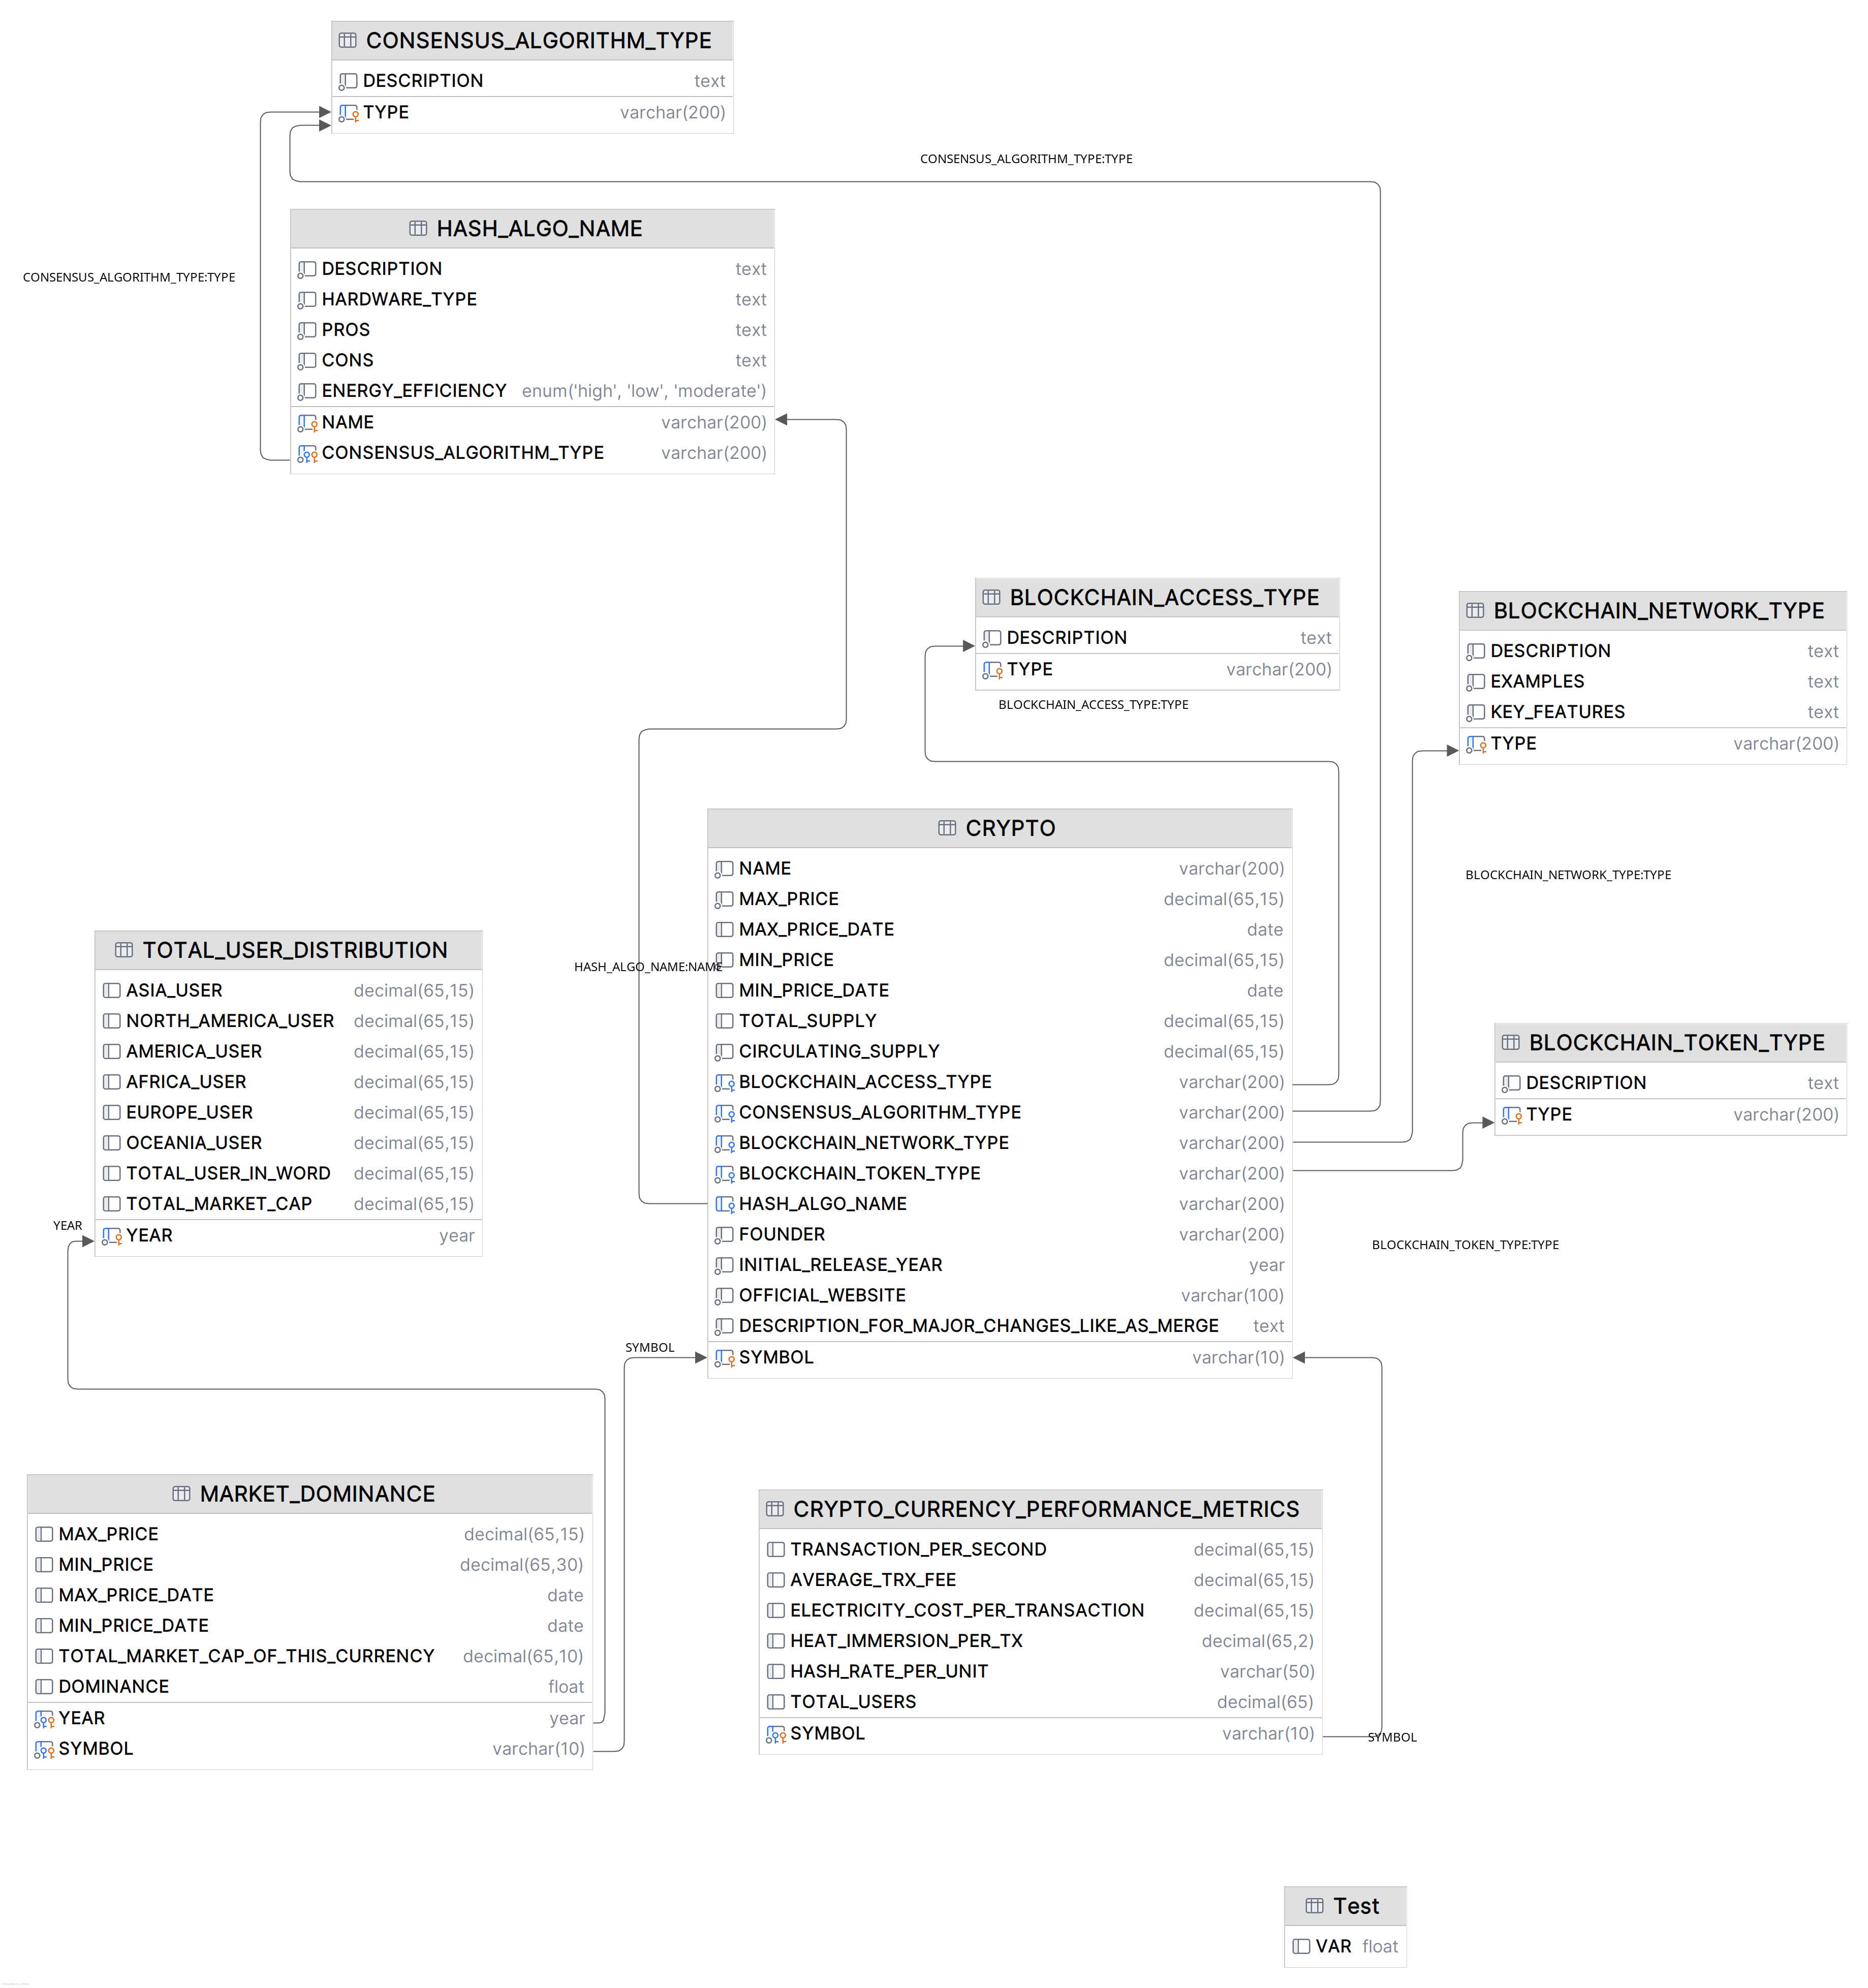 CONSENSUS_ALGORITHM_TYPE
DESCRIPTION text
TYPE varchar(200)
CONSENSUS_ALGORITHM_TYPE:TYPE
HASH_ALGO_NAME
DESCRIPTION text
HARDWARE_TYPE text
PROS text
CONS text
ENERGY_EFFICIENCY enum('high', 'low', 'moderate')
NAME varchar(200)
CONSENSUS_ALGORITHM_TYPE varchar(200)
CONSENSUS_ALGORITHM_TYPE:TYPE
BLOCKCHAIN_ACCESS_TYPE
DESCRIPTION text
TYPE varchar(200)
BLOCKCHAIN_ACCESS_TYPE:TYPE
BLOCKCHAIN_NETWORK_TYPE
DESCRIPTION text
EXAMPLES text
KEY_FEATURES text
TYPE varchar(200)
BLOCKCHAIN_NETWORK_TYPE:TYPE
CRYPTO
NAME varchar(200)
MAX_PRICE decimal(65,15)
MAX_PRICE_DATE date
MIN_PRICE decimal(65,15)
MIN_PRICE_DATE date
TOTAL_SUPPLY decimal(65,15)
CIRCULATING_SUPPLY decimal(65,15)
BLOCKCHAIN_ACCESS_TYPE varchar(200)
CONSENSUS_ALGORITHM_TYPE varchar(200)
BLOCKCHAIN_NETWORK_TYPE varchar(200)
BLOCKCHAIN_TOKEN_TYPE varchar(200)
HASH_ALGO_NAME varchar(200)
FOUNDER varchar(200)
INITIAL_RELEASE_YEAR year
OFFICIAL_WEBSITE varchar(100)
DESCRIPTION_FOR_MAJOR_CHANGES_LIKE_AS_MERGE text
SYMBOL varchar(10)
HASH_ALGO_NAME:NAME
TOTAL_USER_DISTRIBUTION
ASIA_USER decimal(65,15)
NORTH_AMERICA_USER decimal(65,15)
AMERICA_USER decimal(65,15)
AFRICA_USER decimal(65,15)
EUROPE_USER decimal(65,15)
OCEANIA_USER decimal(65,15)
TOTAL_USER_IN_WORD decimal(65,15)
TOTAL_MARKET_CAP decimal(65,15)
YEAR year
YEAR
BLOCKCHAIN_TOKEN_TYPE
DESCRIPTION text
TYPE varchar(200)
BLOCKCHAIN_TOKEN_TYPE:TYPE
SYMBOL
MARKET_DOMINANCE
MAX_PRICE decimal(65,15)
MIN_PRICE decimal(65,30)
MAX_PRICE_DATE date
MIN_PRICE_DATE date
TOTAL_MARKET_CAP_OF_THIS_CURRENCY decimal(65,10)
DOMINANCE float
YEAR year
SYMBOL varchar(10)
CRYPTO_CURRENCY_PERFORMANCE_METRICS
TRANSACTION_PER_SECOND decimal(65,15)
AVERAGE_TRX_FEE decimal(65,15)
ELECTRICITY_COST_PER_TRANSACTION decimal(65,15)
HEAT_IMMERSION_PER_TX decimal(65,2)
HASH_RATE_PER_UNIT varchar(50)
TOTAL_USERS decimal(65)
SYMBOL varchar(10)
SYMBOL
Test
VAR float